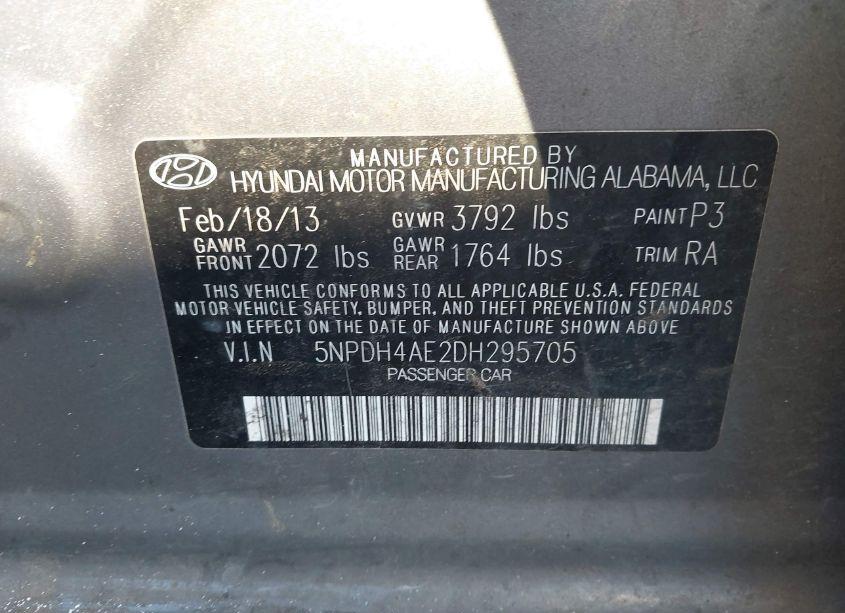 MANUFACTURED BY
HYUNDAI MOTOR MANUFACTURING ALABAMA, LLC
Feb/18/13 GVWR 3792 lbs PAINT P3
GAWR FRONT 2072 lbs GAWR REAR 1764 lbs TRIM RA
THIS VEHICLE CONFORMS TO ALL APPLICABLE U.S.A. FEDERAL
MOTOR VEHICLE SAFETY, BUMPER, AND THEFT PREVENTION STANDARDS
IN EFFECT ON THE DATE OF MANUFACTURE SHOWN ABOVE
V.I.N 5NPDH4AE2DH295705
PASSENGER CAR